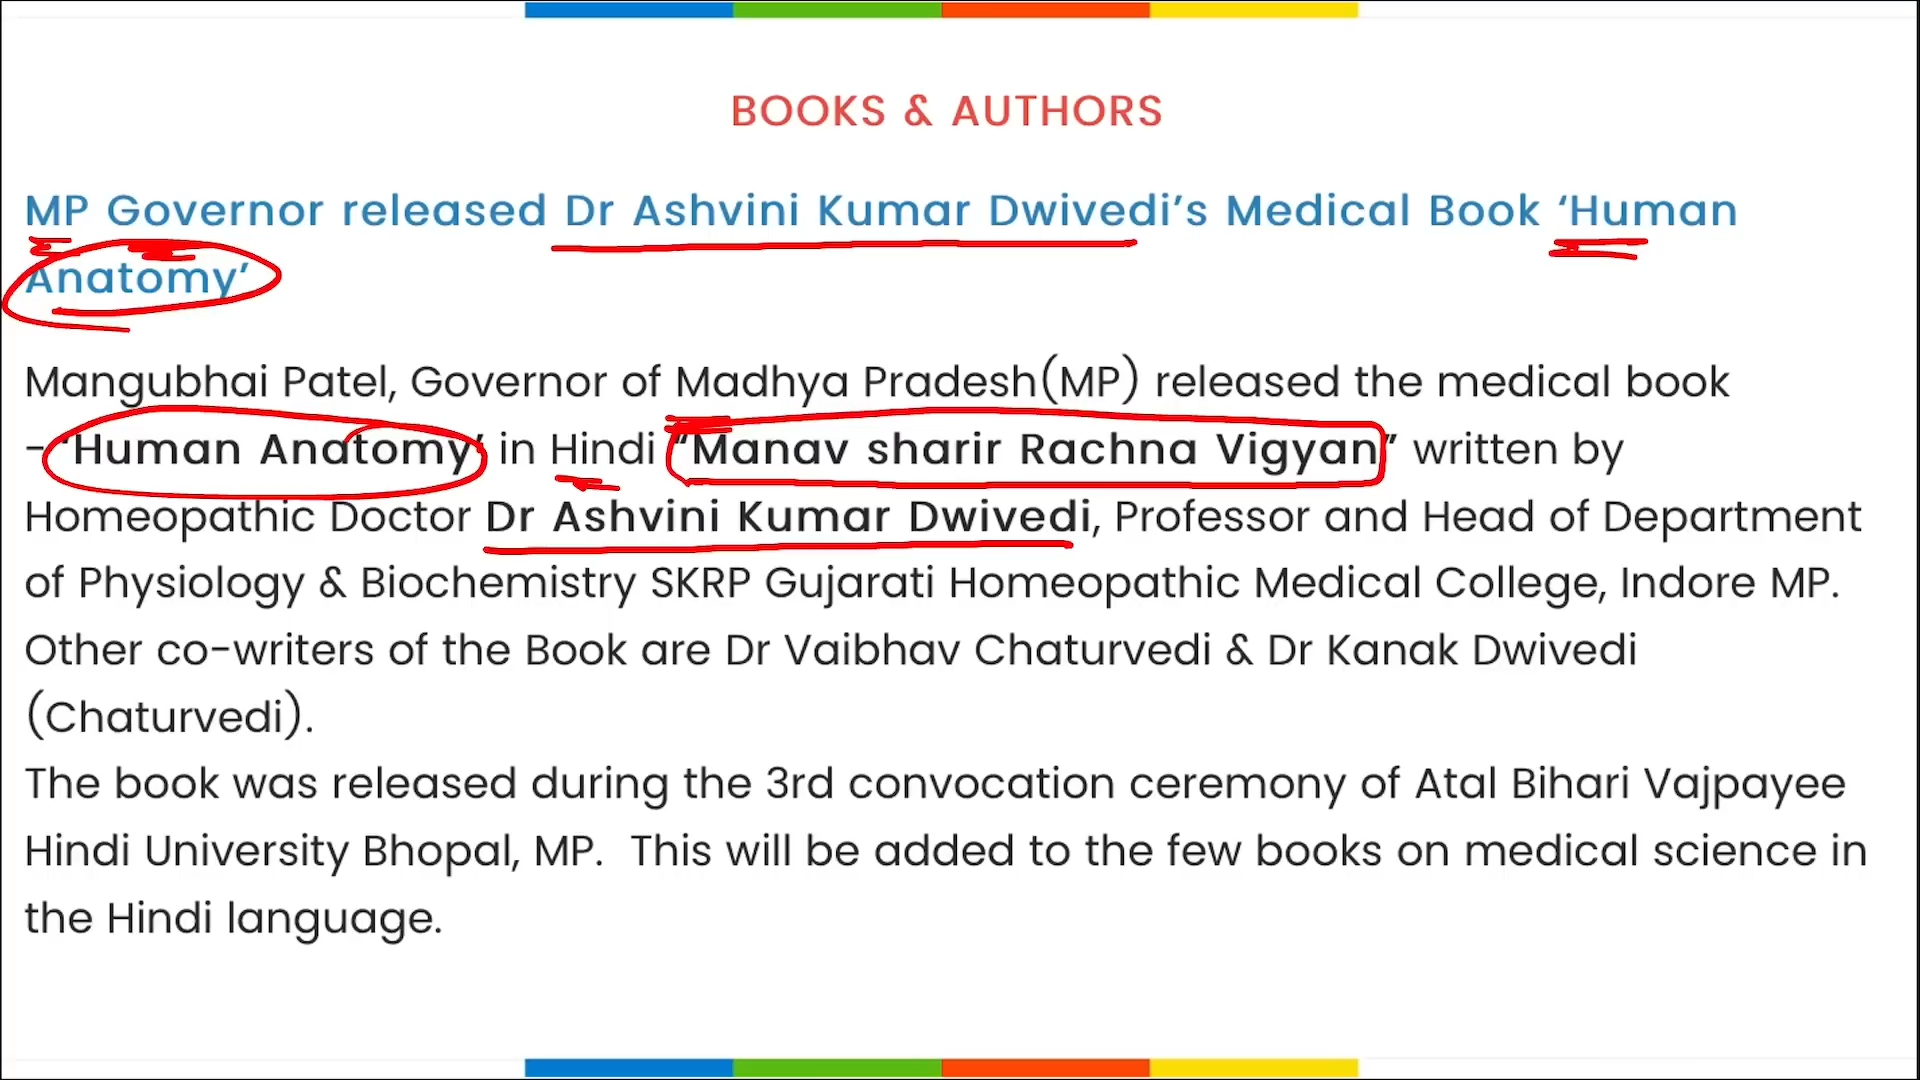 BOOKS & AUTHORS
MP Governor released Dr Ashvini Kumar Dwivedi’s Medical Book ‘Human
Anatomy’
Mangubhai Patel, Governor of Madhya Pradesh(MP) released the medical book
-‘Human Anatomy’ in Hindi “Manav sharir Rachna Vigyan” written by
Homeopathic Doctor Dr Ashvini Kumar Dwivedi, Professor and Head of Department
of Physiology & Biochemistry SKRP Gujarati Homeopathic Medical College, Indore MP.
Other co-writers of the Book are Dr Vaibhav Chaturvedi & Dr Kanak Dwivedi
(Chaturvedi).
The book was released during the 3rd convocation ceremony of Atal Bihari Vajpayee
Hindi University Bhopal, MP.  This will be added to the few books on medical science in
the Hindi language.